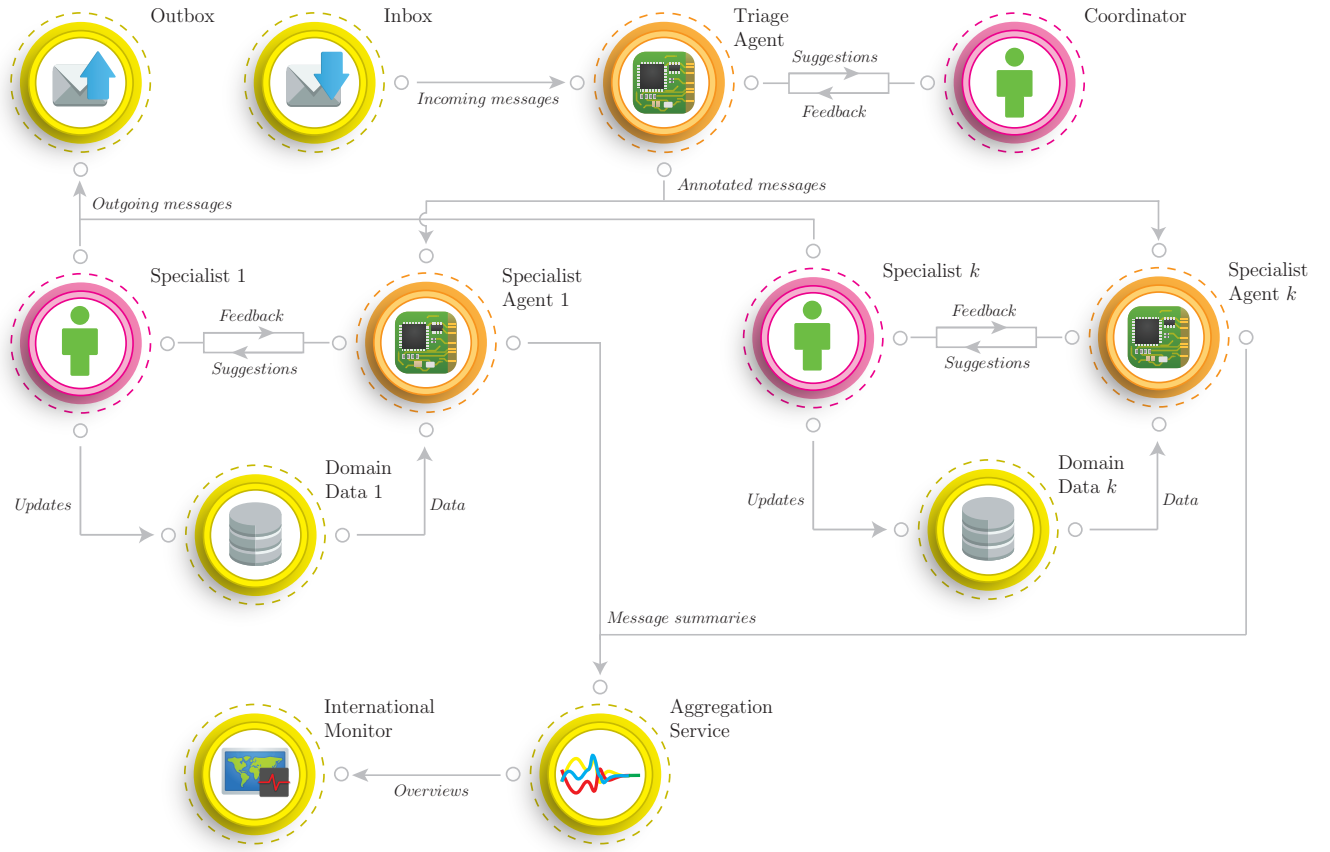 Outbox
Inbox
Triage
Agent
Coordinator
Suggestions
Incoming messages
Feedback
Annotated messages
Outgoing messages
Specialist 1
Specialist
Agent 1
Specialist k
Specialist
Agent k
Feedback
Suggestions
Feedback
Suggestions
Domain
Data 1
Domain
Data k
Updates
Data
Updates
Data
Message summaries
International
Monitor
Aggregation
Service
Overviews